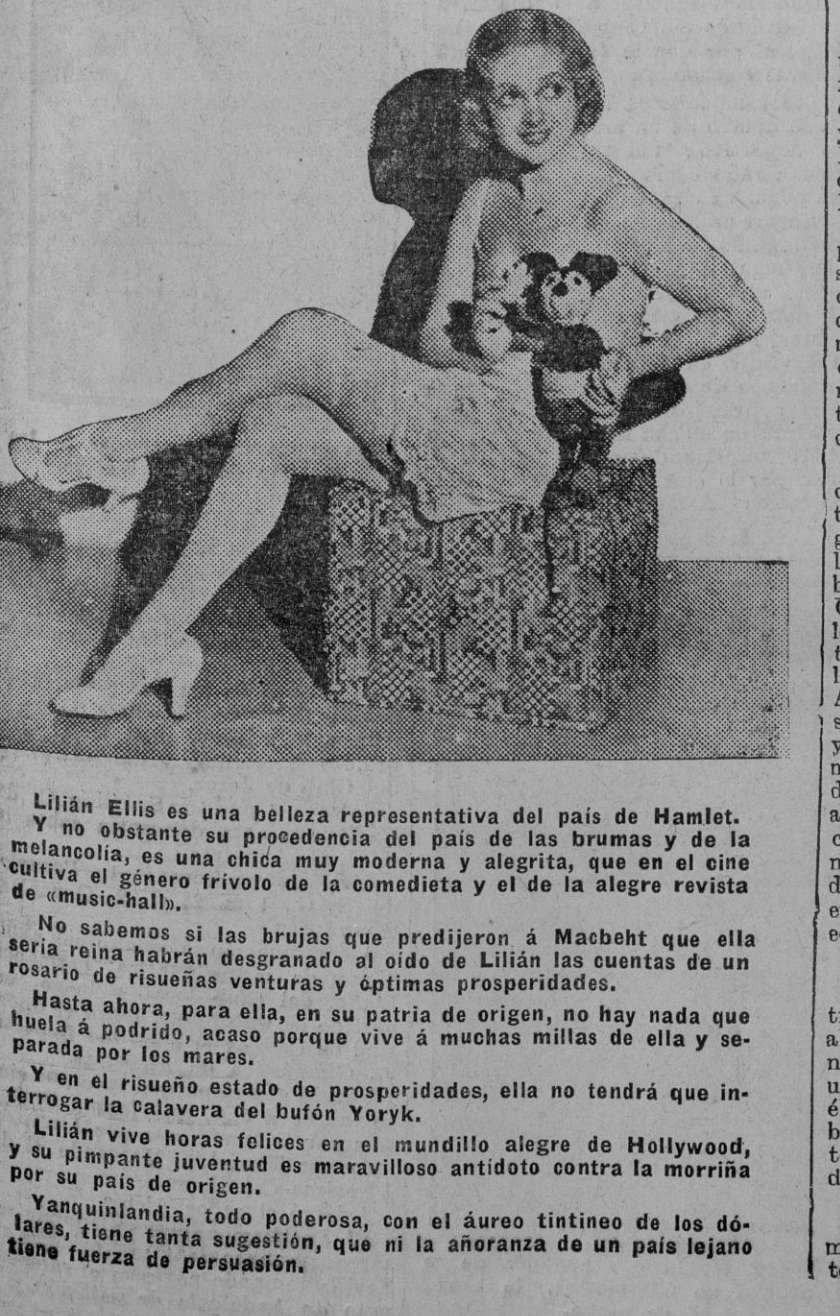 Lilián Ellis es una belleza representativa del país de Hamlet.
Y no obstante su procedencia del país de las brumas y de la
melancolía, es una chica muy moderna y alegrita, que en el cine
cultiva el género frívolo de la comedieta y el de la alegre revista
de «music-hall».
No sabemos si las brujas que predijeron á Macbeht que ella
sería reina habrán desgranado al oído de Lilián las cuentas de un
rosario de risueñas venturas y óptimas prosperidades.
Hasta ahora, para ella, en su patria de origen, no hay nada que
huela á podrido, acaso porque vive á muchas millas de ella y se-
parada por los mares.
Y en el risueño estado de prosperidades, ella no tendrá que in-
terrogar la calavera del bufón Yoryk.
Lilián vive horas felices en el mundillo alegre de Hollywood,
y su pimpante juventud es maravilloso antídoto contra la morriña
por su país de origen.
Yanquinlandia, todo poderosa, con el áureo tintineo de los dó-
lares, tiene tanta sugestión, que ni la añoranza de un país lejano
tiene fuerza de persuasión.